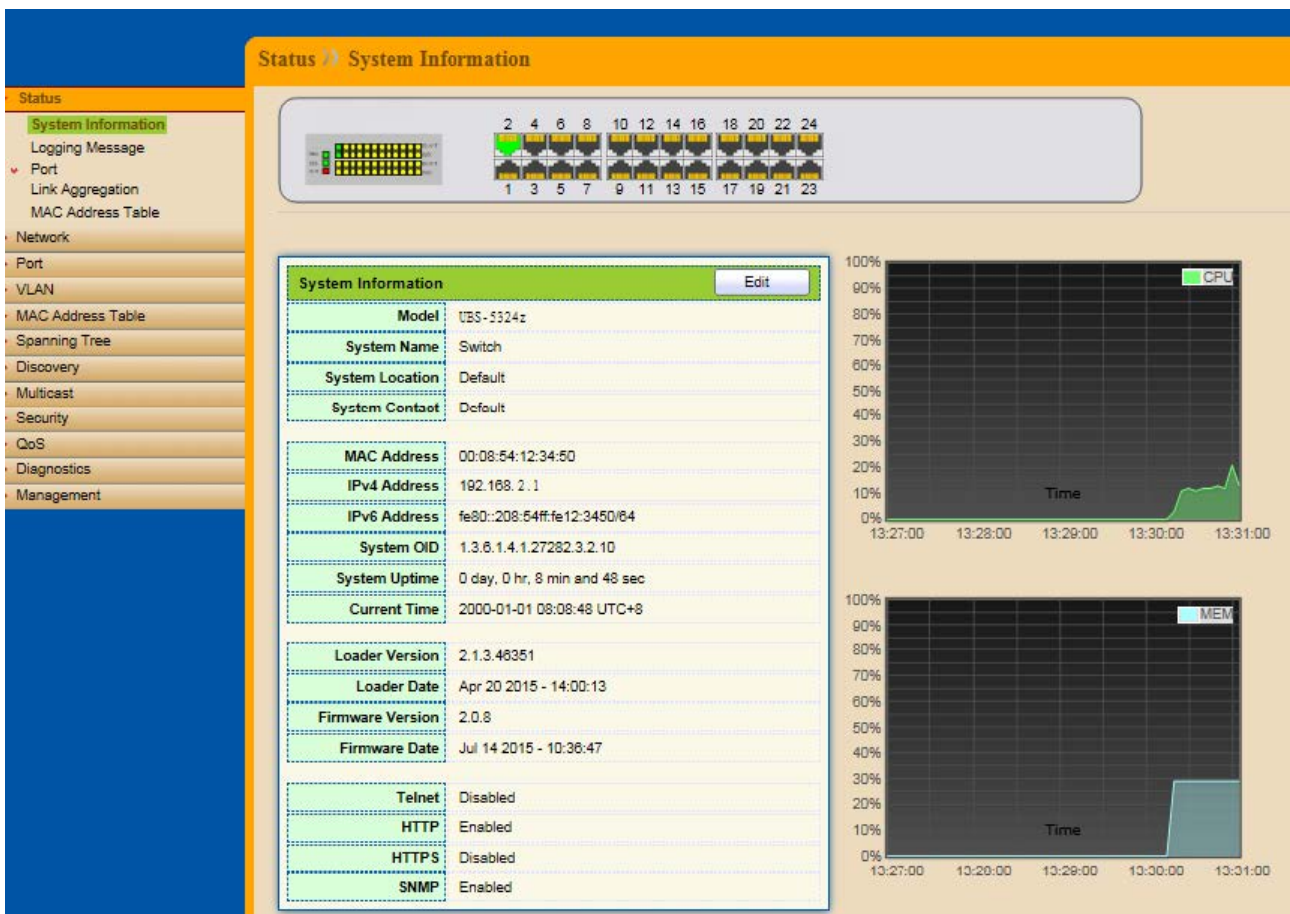 Status » System Information
Status
System Information
Logging Message
Port
Link Aggregation
MAC Address Table
Network
Port
VLAN
MAC Address Table
Spanning Tree
Discovery
Multicast
Security
QoS
Diagnostics
Management
2 4 6 8 10 12 14 16 18 20 22 24
1 3 5 7 9 11 13 15 17 19 21 23
System Information Edit
Model UBS-5324z
System Name Switch
System Location Default
System Contact Default
MAC Address 00:08:54:12:34:50
IPv4 Address 192.168.2.1
IPv6 Address fe80::208:54ff:fe12:3450/64
System OID 1.3.6.1.4.1.27282.3.2.10
System Uptime 0 day, 0 hr, 8 min and 48 sec
Current Time 2000-01-01 08:08:48 UTC+8
Loader Version 2.1.3.46351
Loader Date Apr 20 2015 - 14:00:13
Firmware Version 2.0.8
Firmware Date Jul 14 2015 - 10:36:47
Telnet Disabled
HTTP Enabled
HTTPS Disabled
SNMP Enabled
100%
CPU
90%
80%
70%
60%
50%
40%
30%
20%
10%
Time
0%
13:27:00 13:28:00 13:29:00 13:30:00 13:31:00
100%
MEM
90%
80%
70%
60%
50%
40%
30%
20%
10%
Time
0%
13:27:00 13:28:00 13:29:00 13:30:00 13:31:00